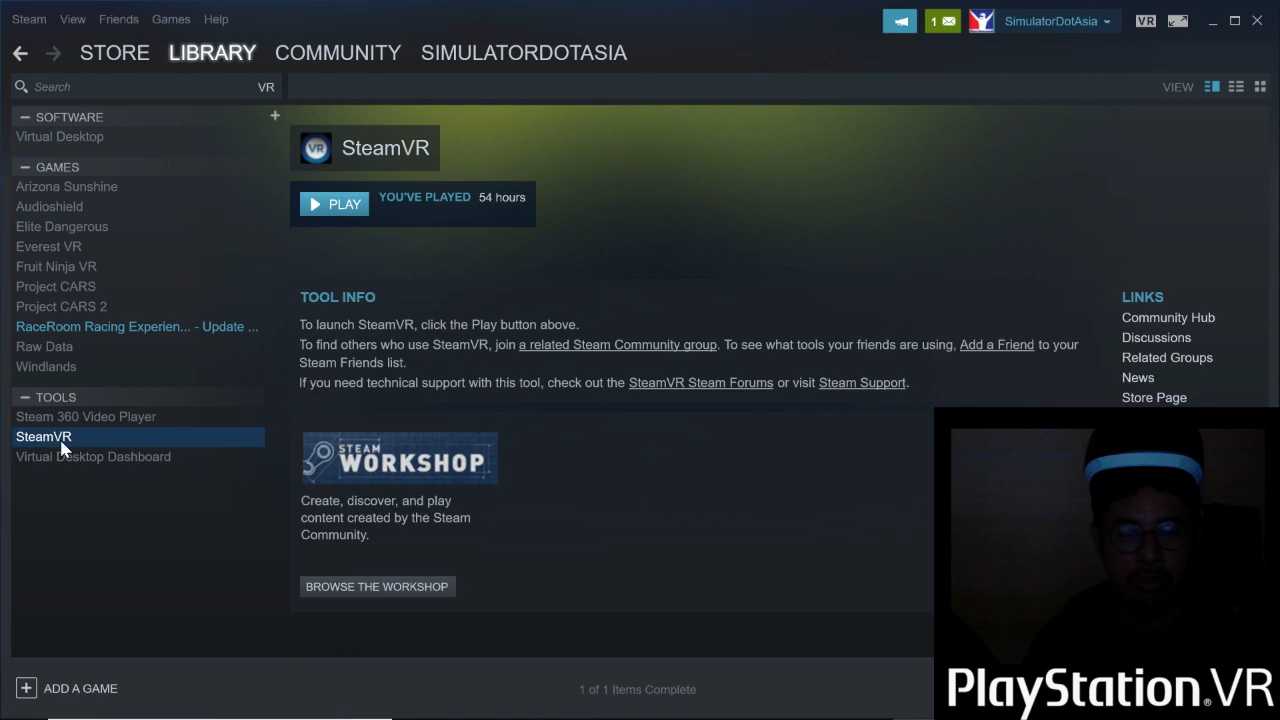 Steam View Friends Games Help
1 SimulatorDotAsia VR
STORE LIBRARY COMMUNITY SIMULATORDOTASIA
Search VR
VIEW
SOFTWARE
Virtual Desktop
GAMES
Arizona Sunshine
Audioshield
Elite Dangerous
Everest VR
Fruit Ninja VR
Project CARS
Project CARS 2
RaceRoom Racing Experien... - Update ...
Raw Data
Windlands
TOOLS
Steam 360 Video Player
SteamVR
Virtual Desktop Dashboard
ADD A GAME
VR SteamVR
PLAY YOU'VE PLAYED 54 hours
TOOL INFO
To launch SteamVR, click the Play button above.
To find others who use SteamVR, join a related Steam Community group. To see what tools your friends are using, Add a Friend to your
Steam Friends list.
If you need technical support with this tool, check out the SteamVR Steam Forums or visit Steam Support.
STEAM
WORKSHOP
Create, discover, and play
content created by the Steam
Community.
BROWSE THE WORKSHOP
1 of 1 Items Complete
LINKS
Community Hub
Discussions
Related Groups
News
Store Page
PlayStation®VR